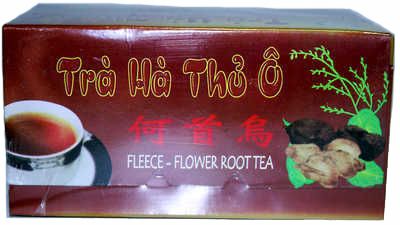 Trà Hà Thủ Ô
何首烏
FLEECE - FLOWER ROOT TEA